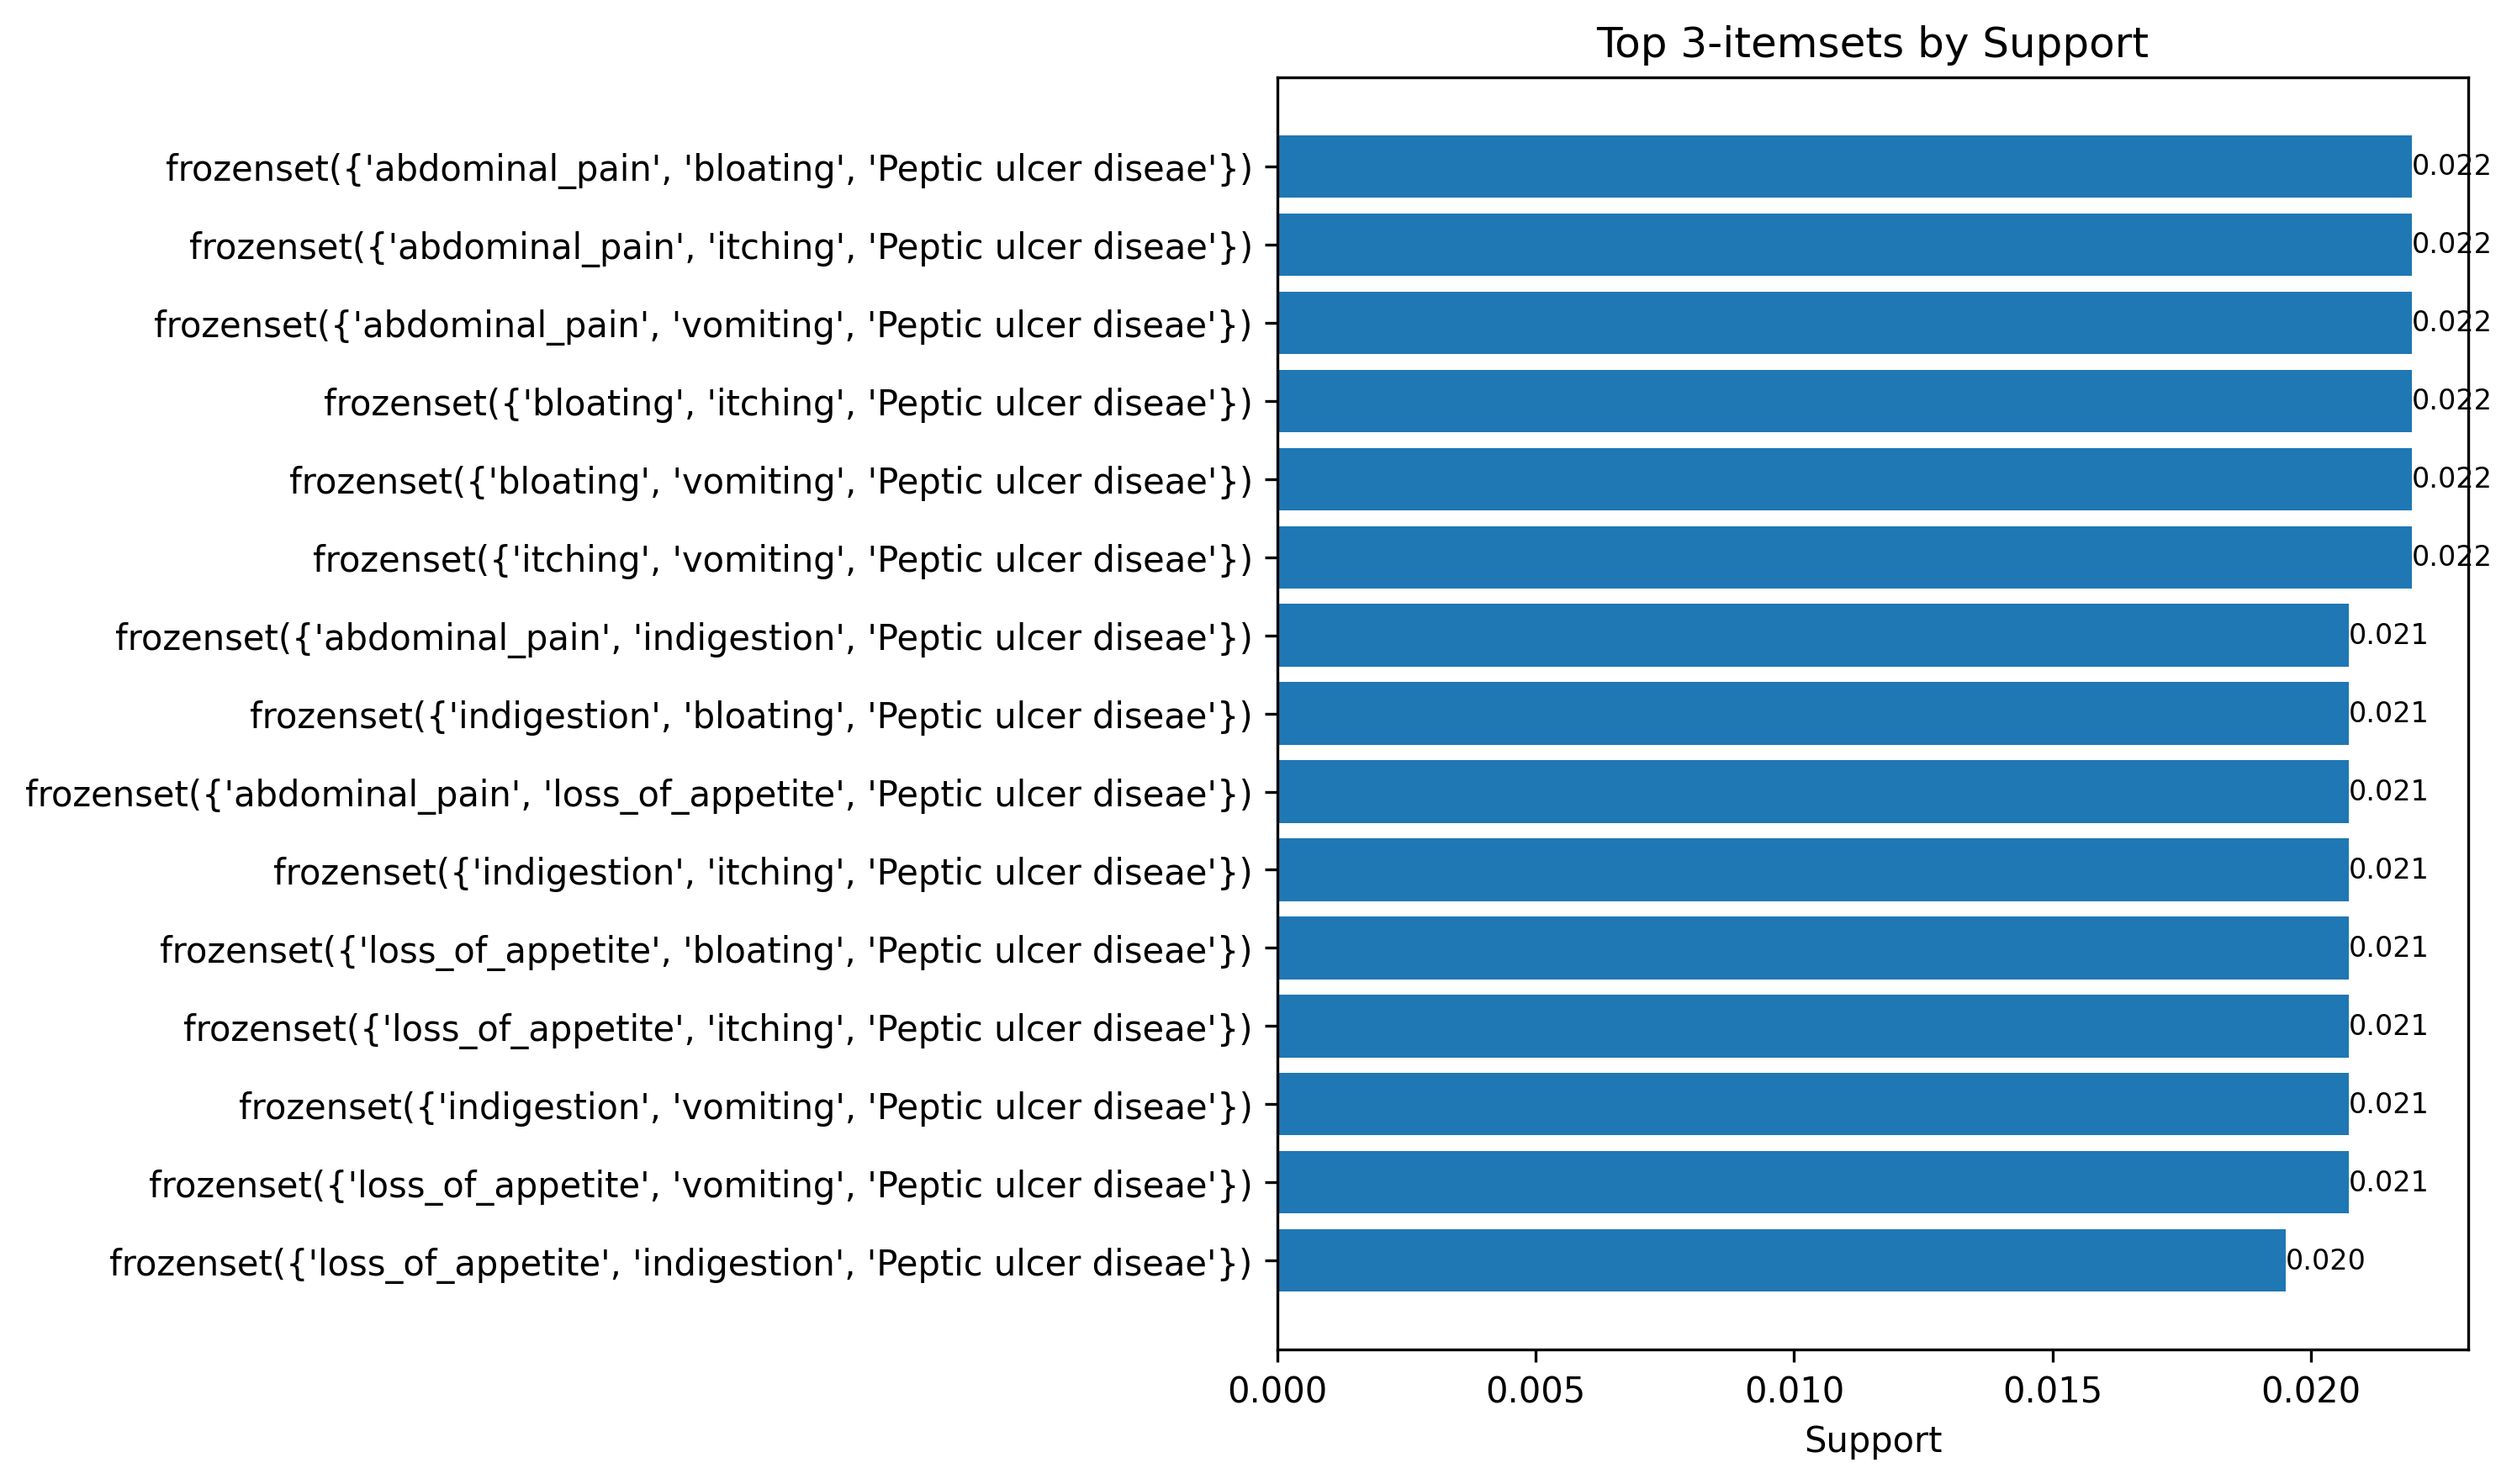 Top 3-itemsets by Support
frozenset({'abdominal_pain', 'bloating', 'Peptic ulcer diseae'}) 0.022
frozenset({'abdominal_pain', 'itching', 'Peptic ulcer diseae'}) 0.022
frozenset({'abdominal_pain', 'vomiting', 'Peptic ulcer diseae'}) 0.022
frozenset({'bloating', 'itching', 'Peptic ulcer diseae'}) 0.022
frozenset({'bloating', 'vomiting', 'Peptic ulcer diseae'}) 0.022
frozenset({'itching', 'vomiting', 'Peptic ulcer diseae'}) 0.022
frozenset({'abdominal_pain', 'indigestion', 'Peptic ulcer diseae'}) 0.021
frozenset({'indigestion', 'bloating', 'Peptic ulcer diseae'}) 0.021
frozenset({'abdominal_pain', 'loss_of_appetite', 'Peptic ulcer diseae'}) 0.021
frozenset({'indigestion', 'itching', 'Peptic ulcer diseae'}) 0.021
frozenset({'loss_of_appetite', 'bloating', 'Peptic ulcer diseae'}) 0.021
frozenset({'loss_of_appetite', 'itching', 'Peptic ulcer diseae'}) 0.021
frozenset({'indigestion', 'vomiting', 'Peptic ulcer diseae'}) 0.021
frozenset({'loss_of_appetite', 'vomiting', 'Peptic ulcer diseae'}) 0.021
frozenset({'loss_of_appetite', 'indigestion', 'Peptic ulcer diseae'}) 0.020
0.000 0.005 0.010 0.015 0.020
Support